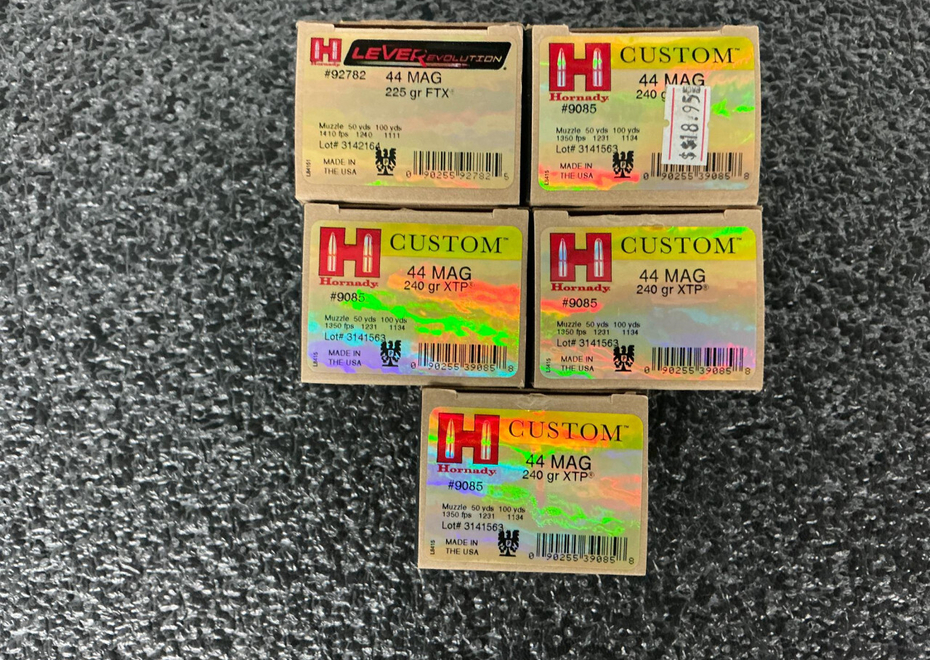 H
Hornady
LEVERevolution
#92782
44 MAG
225 gr FTX®
Muzzle 50 yds 100 yds
1410 fps 1240 1111
Lot# 3142164
MADE IN
THE USA
0 90255 92782 5
H
Hornady
CUSTOM™
#9085
44 MAG
240 g
$18.95
Muzzle 50 yds 100 yds
1350 fps 1231 1134
Lot# 3141563
MADE IN
THE USA
0 90255 39085 8
H
Hornady
CUSTOM™
#9085
44 MAG
240 gr XTP®
Muzzle 50 yds 100 yds
1350 fps 1231 1134
Lot# 3141563
MADE IN
THE USA
0 90255 39085 8
H
Hornady
CUSTOM™
#9085
44 MAG
240 gr XTP®
Muzzle 50 yds 100 yds
1350 fps 1231 1134
Lot# 3141563
MADE IN
THE USA
0 90255 39085 8
H
Hornady
CUSTOM™
#9085
44 MAG
240 gr XTP®
Muzzle 50 yds 100 yds
1350 fps 1231 1134
Lot# 3141563
MADE IN
THE USA
0 90255 39085 8